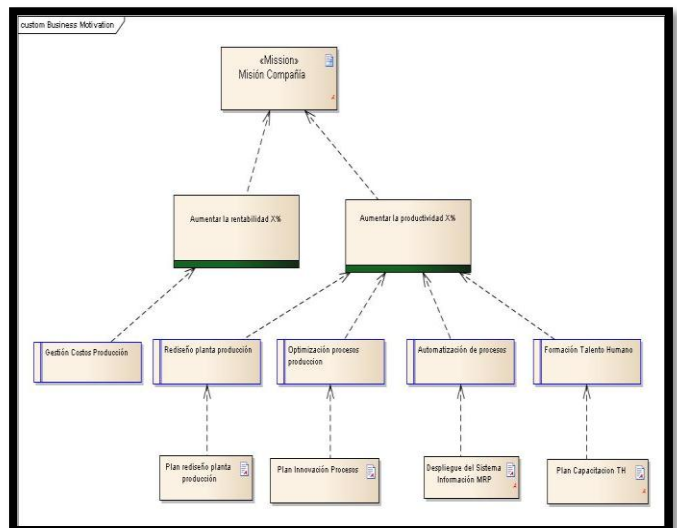 custom Business Motivation
«Mission»
Misión Compañía
Aumentar la rentabilidad X%
Aumentar la productividad X%
Gestión Costos Producción
Rediseño planta producción
Optimización procesos
produccion
Automatización de procesos
Formación Talento Humano
Plan rediseño planta
producción
Plan Innovación Procesos
Despliegue del Sistema
Información MRP
Plan Capacitacion TH